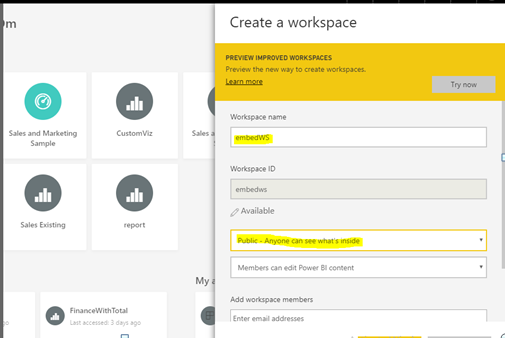 Om
Create a workspace
PREVIEW IMPROVED WORKSPACES
Preview the new way to create workspaces.
Learn more
Try now
Workspace name
embedWS
Workspace ID
embedws
Available
Public - Anyone can see what's inside
Members can edit Power BI content
Add workspace members
Enter email addresses
Sales and Marketing
Sample
CustomViz
Sales a
Sales Existing
report
My a
FinanceWithTotal
Last accessed: 3 days ago
go